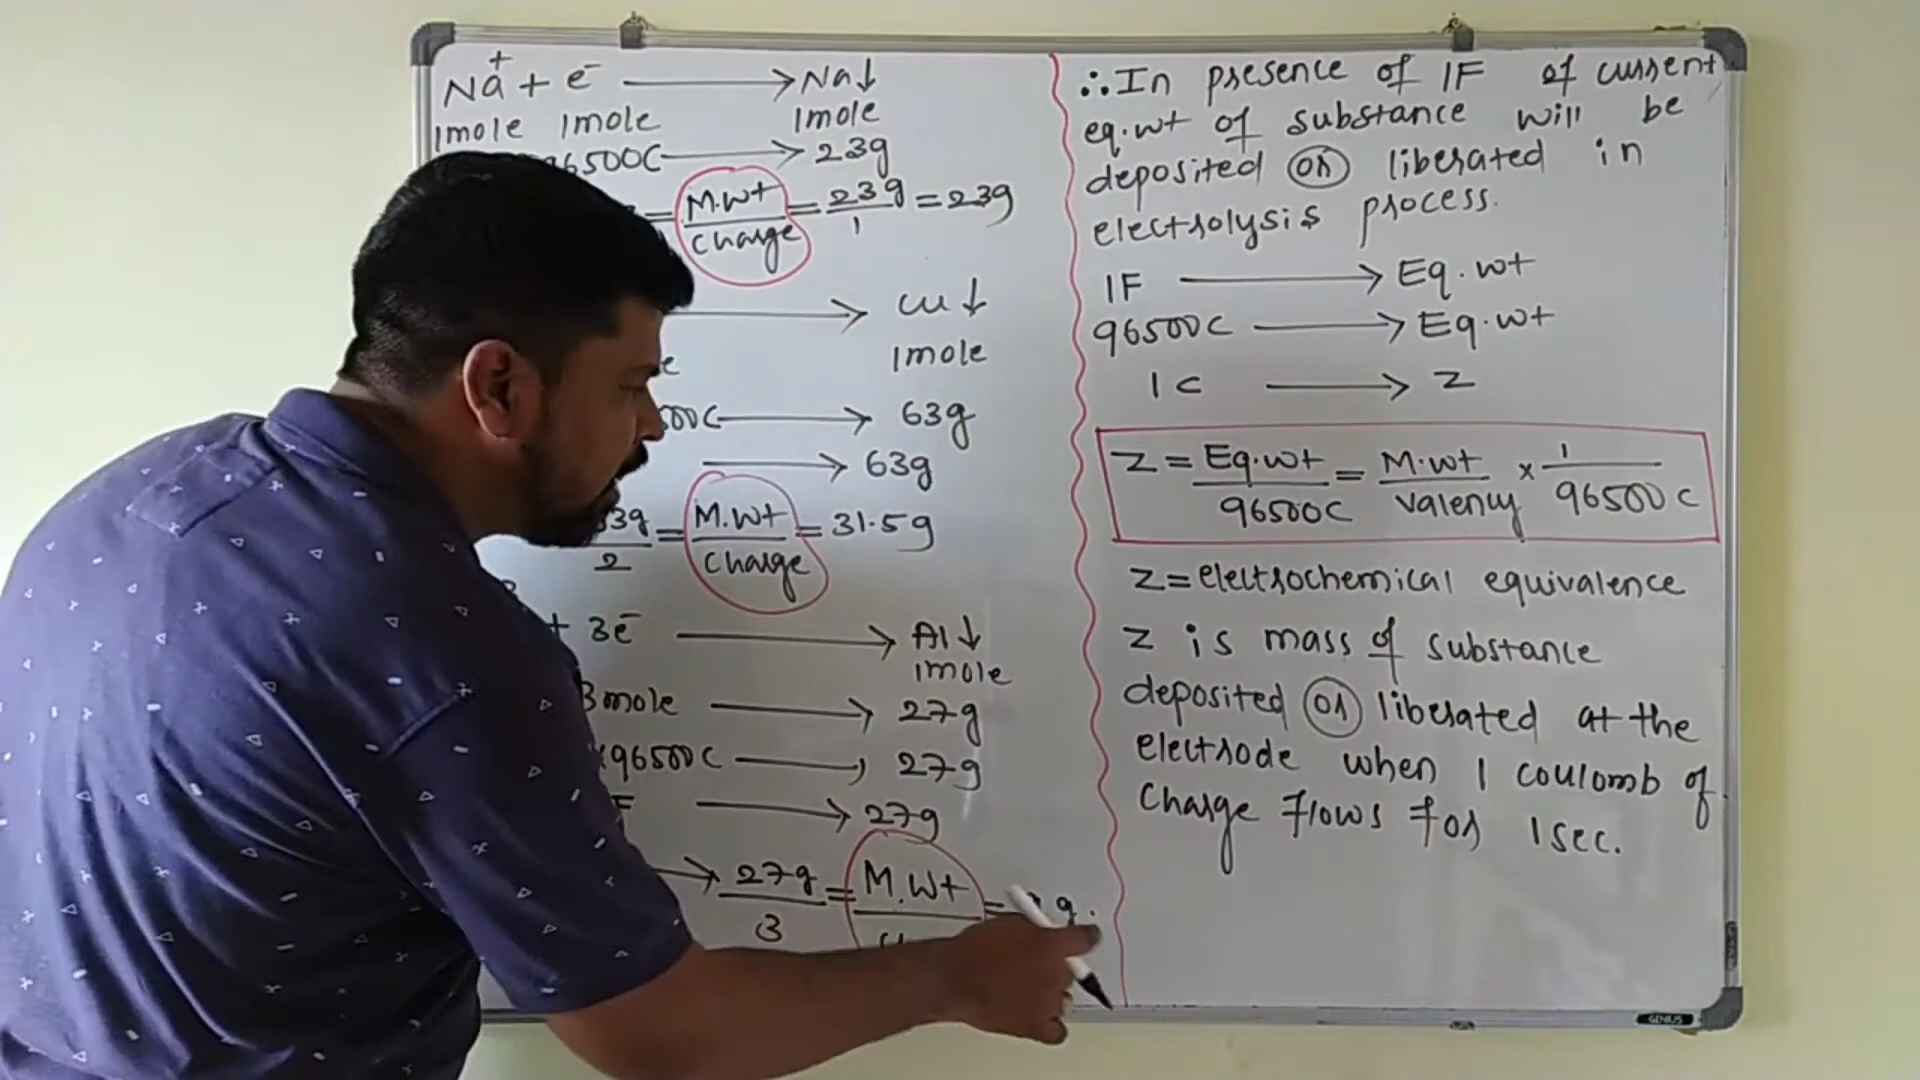 Na⁺ + e⁻ ⟶ Na↓
1mole 1mole 1mole
96500C ⟶ 23g
= M.wt/charge = 23g/1 = 23g
⟶ Cu↓
1mole
C ⟶ 63g
⟶ 63g
2 = M.wt/charge = 31.5g
+ 3e⁻ ⟶ Al↓
1mole
3mole ⟶ 27g
96500C ⟶ 27g
F ⟶ 27g
⟶ 27g/3 = M.wt = g.
∴ In presence of 1F of current
eq.wt of substance will be
deposited or liberated in
electrolysis process.
1F ⟶ Eq.wt
96500C ⟶ Eq.wt
1C ⟶ Z
Z = Eq.wt/96500C = M.wt/valency × 1/96500C
Z = electrochemical equivalence
Z is mass of substance
deposited or liberated at the
electrode when 1 coulomb of
charge flows for 1sec.
GENIUS